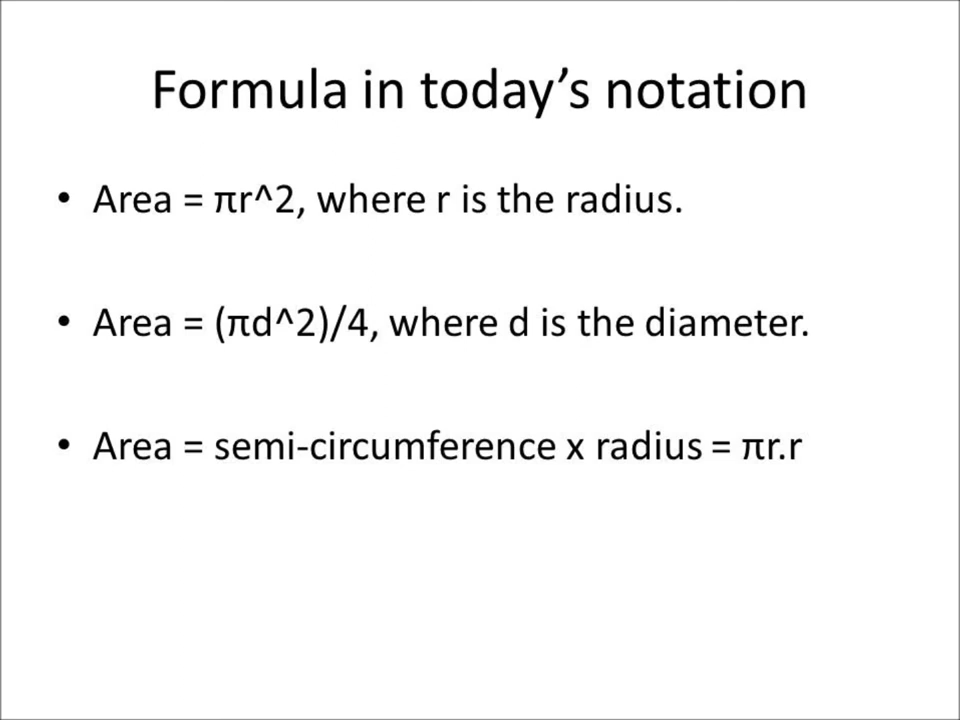 Formula in today’s notation
• Area = πr^2, where r is the radius.
• Area = (πd^2)/4, where d is the diameter.
• Area = semi-circumference x radius = πr.r